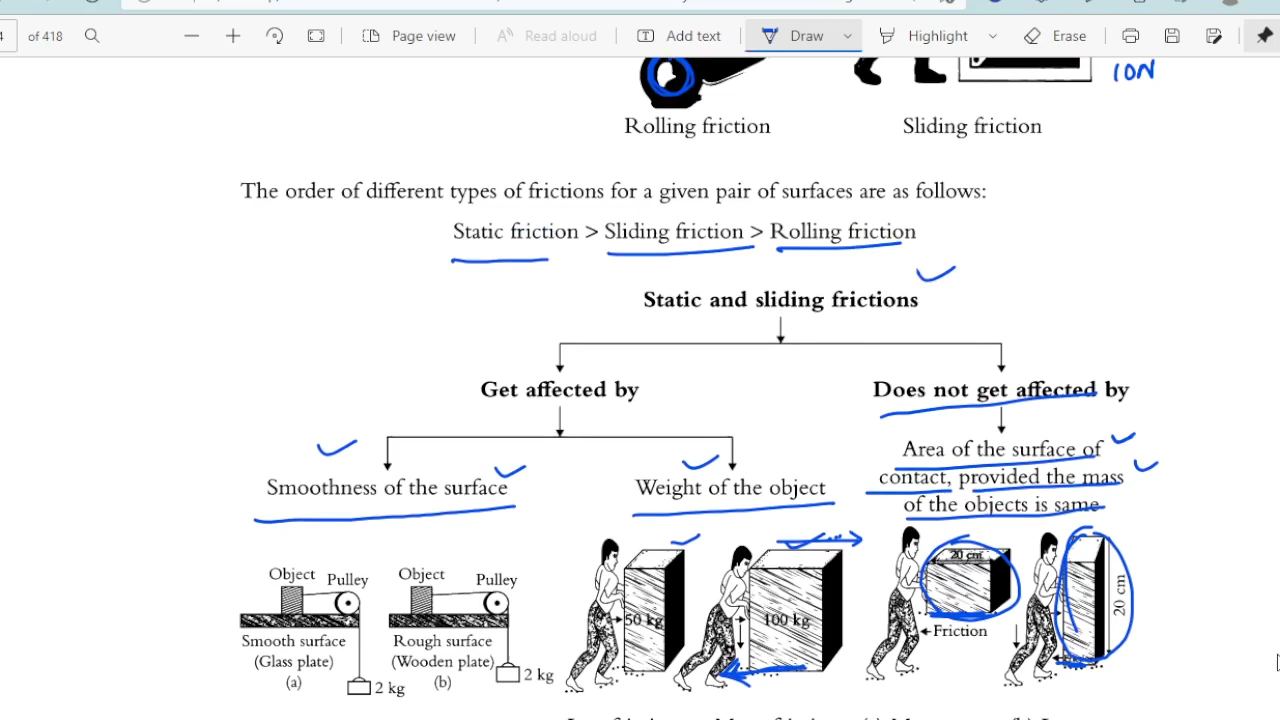 4
of 418
Page view
Read aloud
Add text
Draw
Highlight
Erase
10N
Rolling friction
Sliding friction
The order of different types of frictions for a given pair of surfaces are as follows:
Static friction > Sliding friction > Rolling friction
Static and sliding frictions
Get affected by
Does not get affected by
Smoothness of the surface
Weight of the object
Area of the surface of
contact, provided the mass
of the objects is same
Object Pulley
Object Pulley
Smooth surface
(Glass plate)
(a)
2 kg
Rough surface
(Wooden plate)
(b)
2 kg
50 kg
100 kg
20 cm
Friction
20 cm